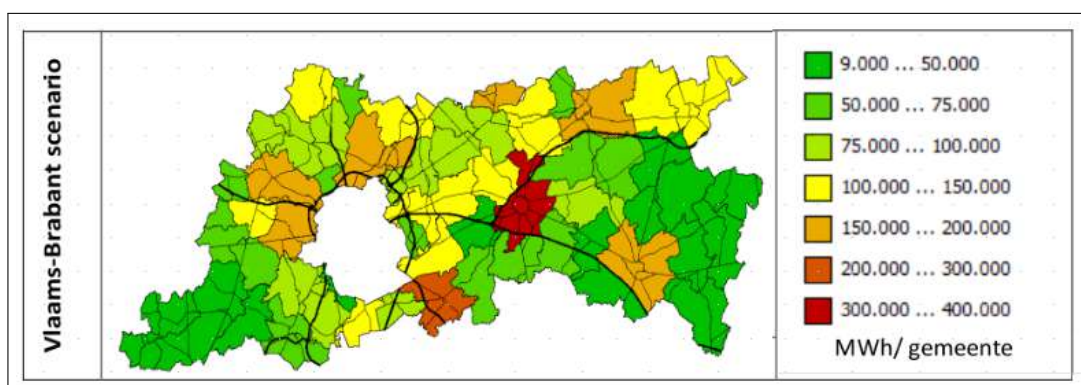 Vlaams-Brabant scenario
9.000 ... 50.000
50.000 ... 75.000
75.000 ... 100.000
100.000 ... 150.000
150.000 ... 200.000
200.000 ... 300.000
300.000 ... 400.000
MWh/ gemeente